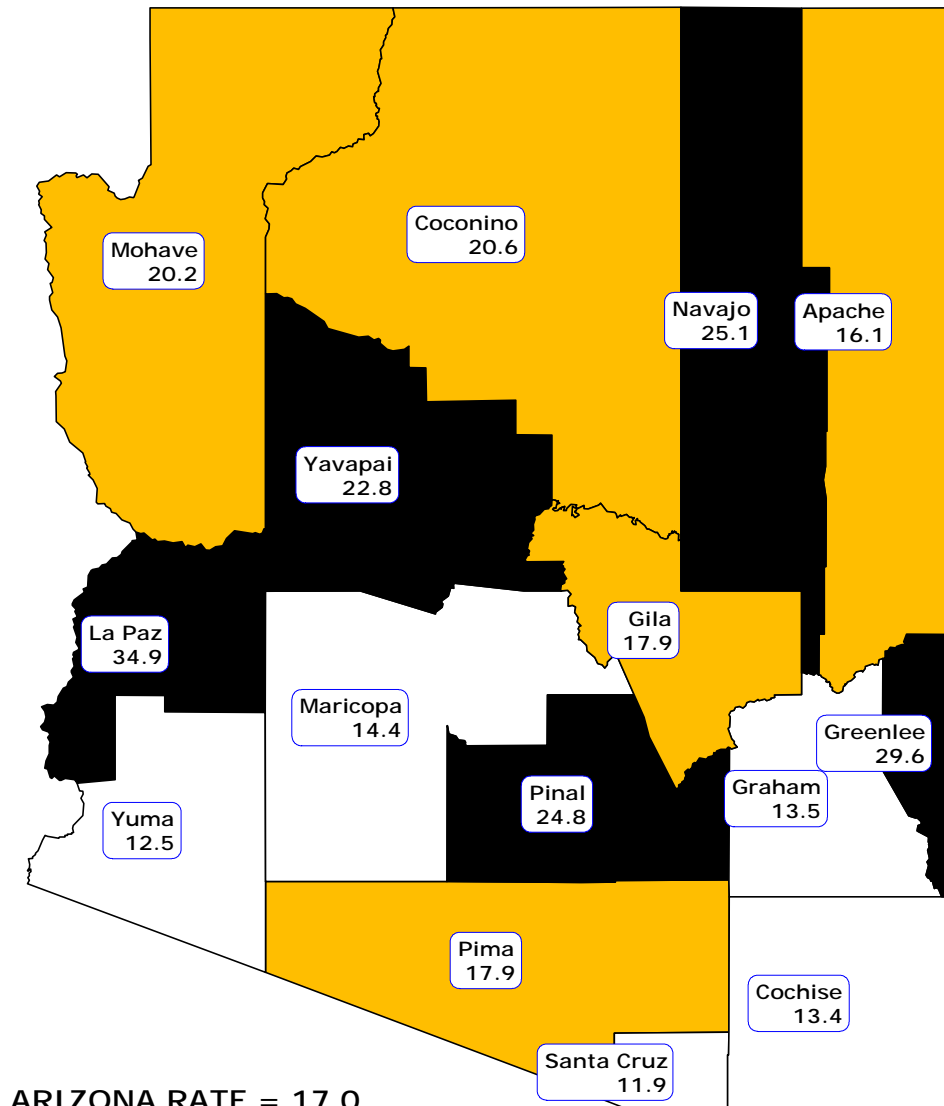 Coconino
20.6
Mohave
20.2
Navajo
25.1
Apache
16.1
Yavapai
22.8
La Paz
34.9
Gila
17.9
Maricopa
14.4
Greenlee
29.6
Pinal
24.8
Graham
13.5
Yuma
12.5
Pima
17.9
Cochise
13.4
Santa Cruz
11.9
ARIZONA RATE = 17.0